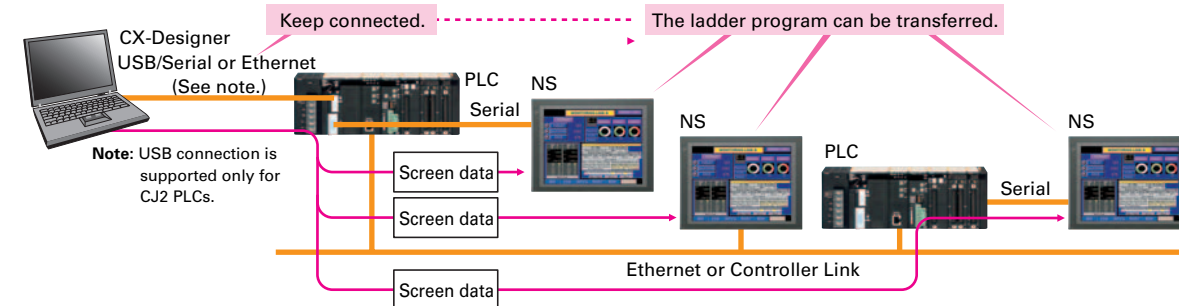 Keep connected.
The ladder program can be transferred.
CX-Designer
USB/Serial or Ethernet
(See note.)
PLC
NS
Serial
NS
NS
PLC
Serial
Note: USB connection is
supported only for
CJ2 PLCs.
Screen data
Screen data
Ethernet or Controller Link
Screen data